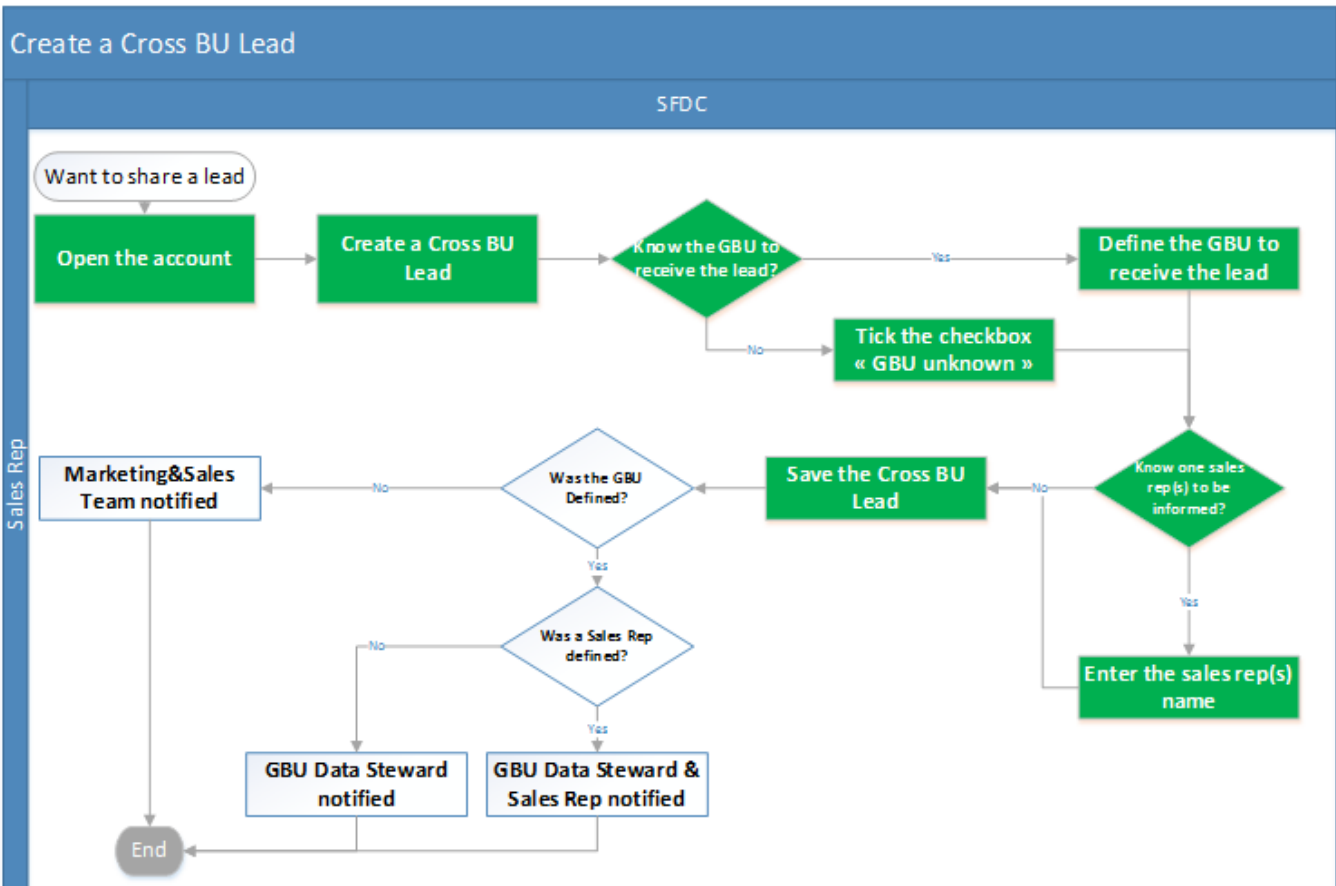 Create a Cross BU Lead
SFDC
Sales Rep
Want to share a lead
Open the account
Create a Cross BU
Lead
Know the GBU to
receive the lead?
Yes
Define the GBU to
receive the lead
No
Tick the checkbox
« GBU unknown »
Know one sales
rep(s) to be
informed?
No
Yes
Enter the sales rep(s)
name
Save the Cross BU
Lead
Was the GBU
Defined?
No
Marketing&Sales
Team notified
Yes
Was a Sales Rep
defined?
No
Yes
GBU Data Steward
notified
GBU Data Steward &
Sales Rep notified
End